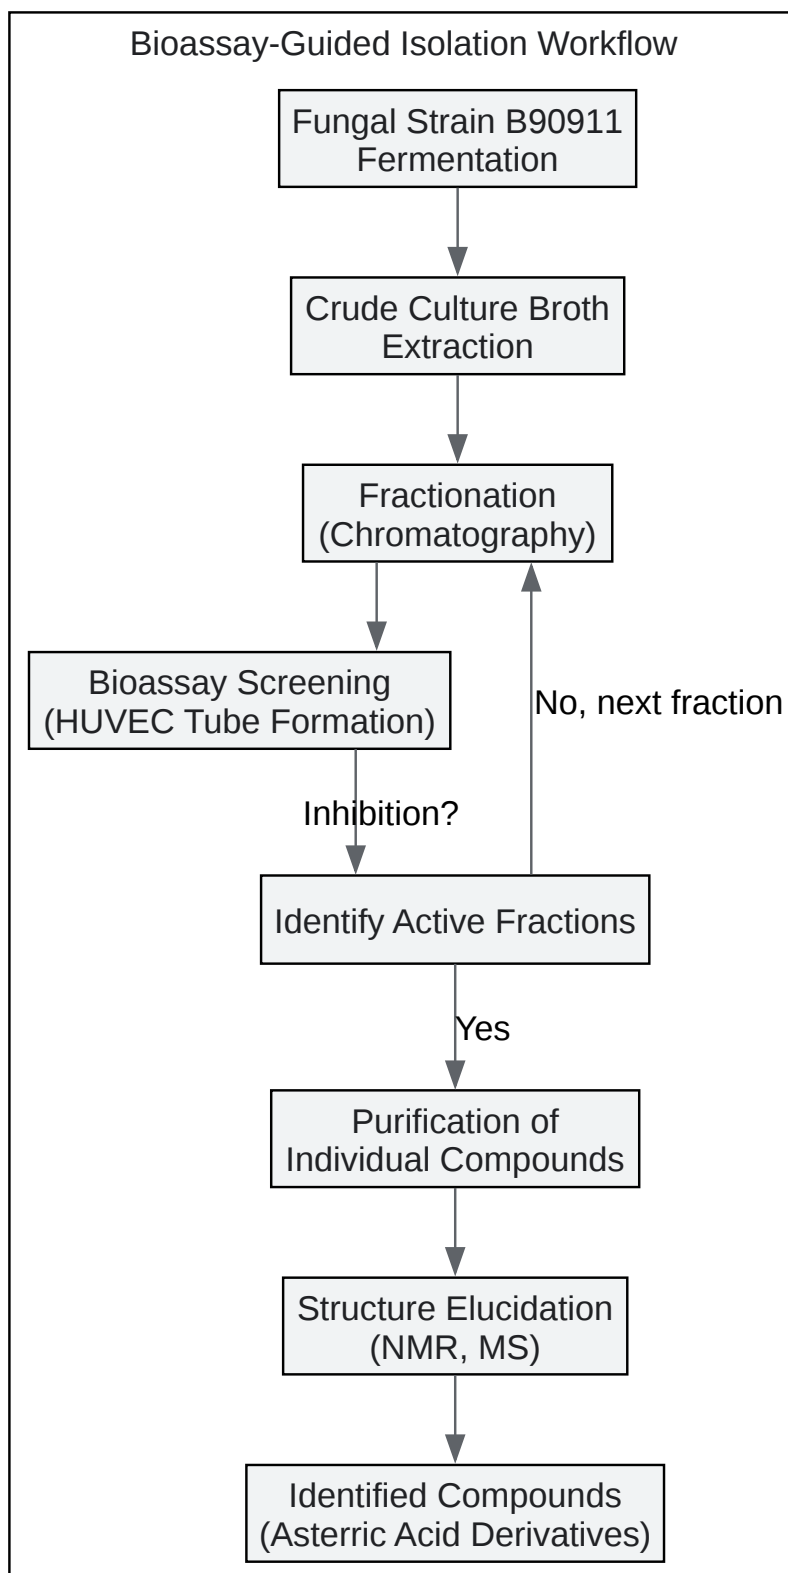 Bioassay-Guided Isolation Workflow
Fungal Strain B90911
Fermentation
Crude Culture Broth
Extraction
Fractionation
(Chromatography)
Bioassay Screening
(HUVEC Tube Formation)
No, next fraction
Inhibition?
Identify Active Fractions
Yes
Purification of
Individual Compounds
Structure Elucidation
(NMR, MS)
Identified Compounds
(Asterric Acid Derivatives)